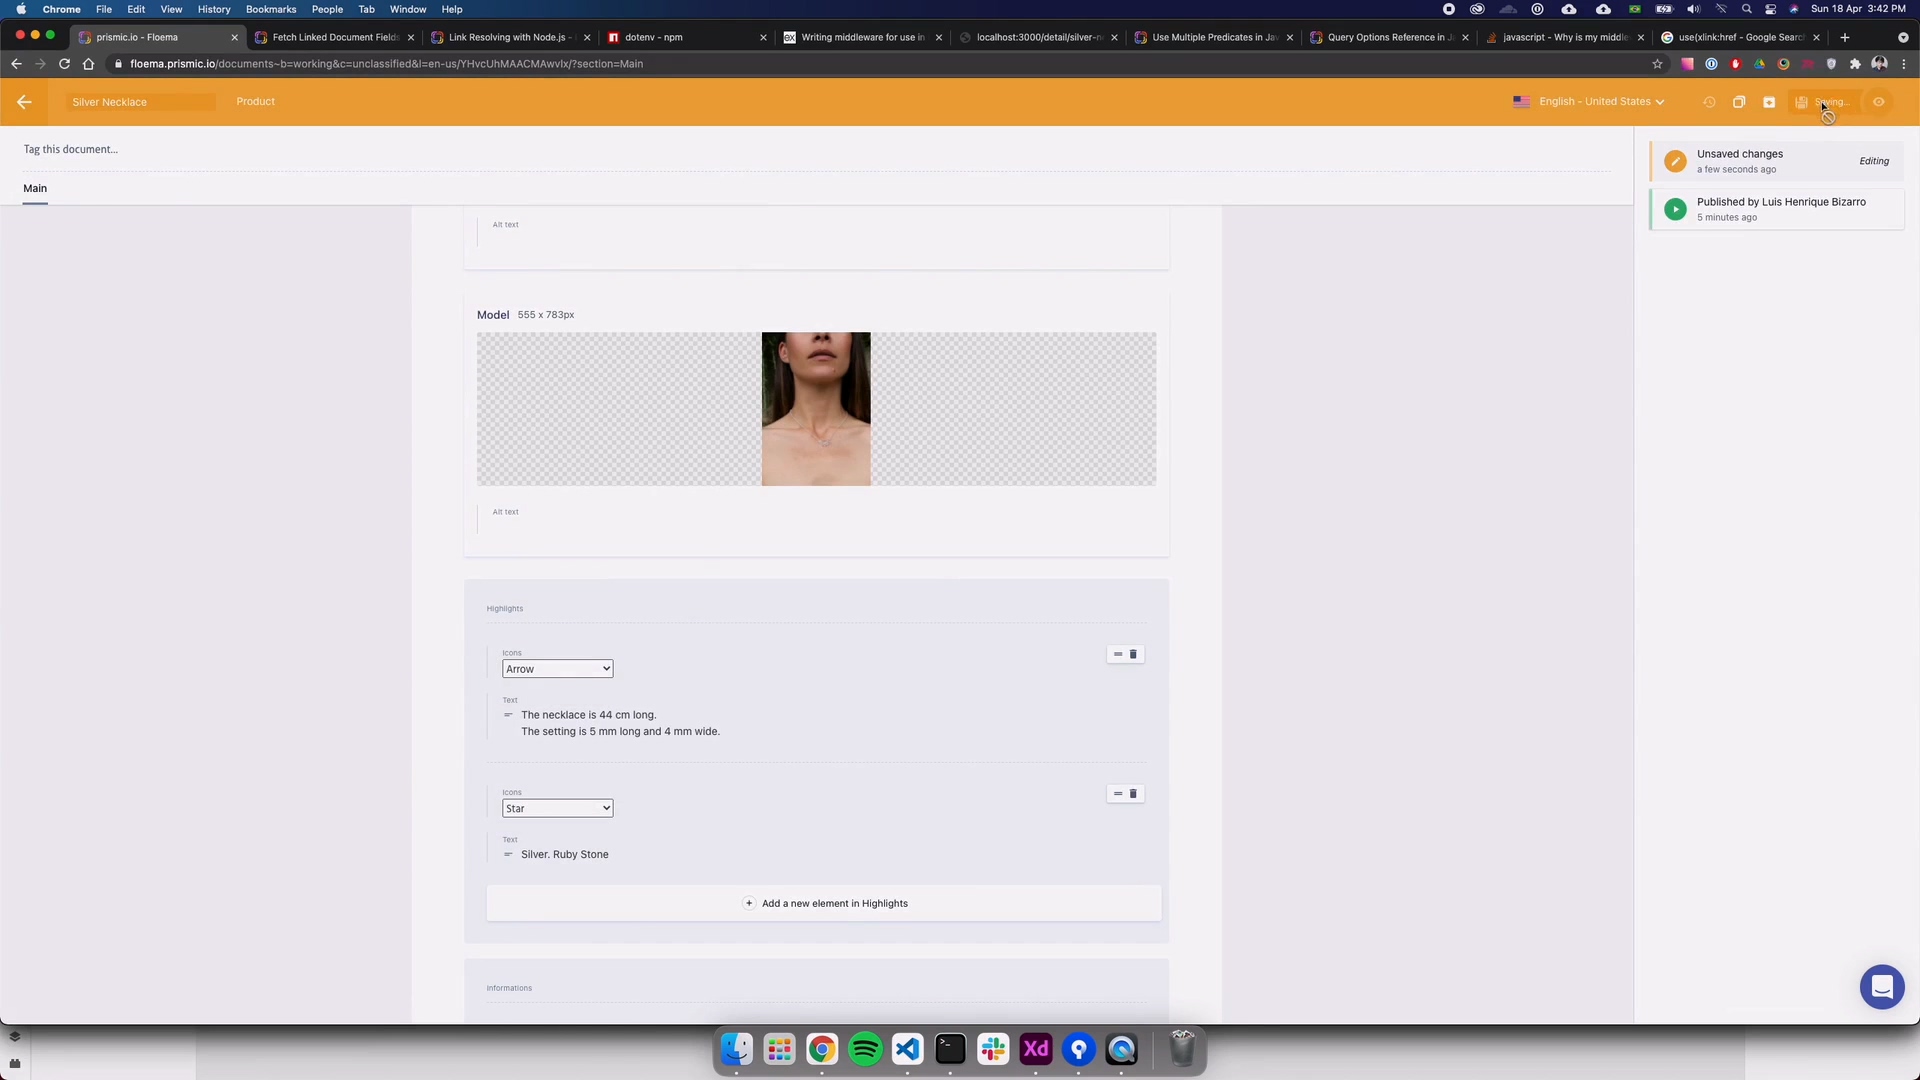 Chrome File Edit View History Bookmarks People Tab Window Help
Sun 18 Apr 3:42 PM
prismic.io - Floema
Fetch Linked Document Fields
Link Resolving with Node.js -
dotenv - npm
Writing middleware for use in
localhost:3000/detail/silver-n
Use Multiple Predicates in Jav
Query Options Reference in J
javascript - Why is my middle
use(xlink:href - Google Search
floema.prismic.io/documents~b=working&c=unclassified&l=en-us/YHvcUhMAACMAwvlx/?section=Main
Silver Necklace
Product
English - United States
Saving...
Tag this document...
Main
Unsaved changes
a few seconds ago
Editing
Published by Luis Henrique Bizarro
5 minutes ago
Alt text
Model 555 x 783px
Alt text
Highlights
Icons
Arrow
Text
The necklace is 44 cm long.
The setting is 5 mm long and 4 mm wide.
Icons
Star
Text
Silver. Ruby Stone
Add a new element in Highlights
Informations
Xd